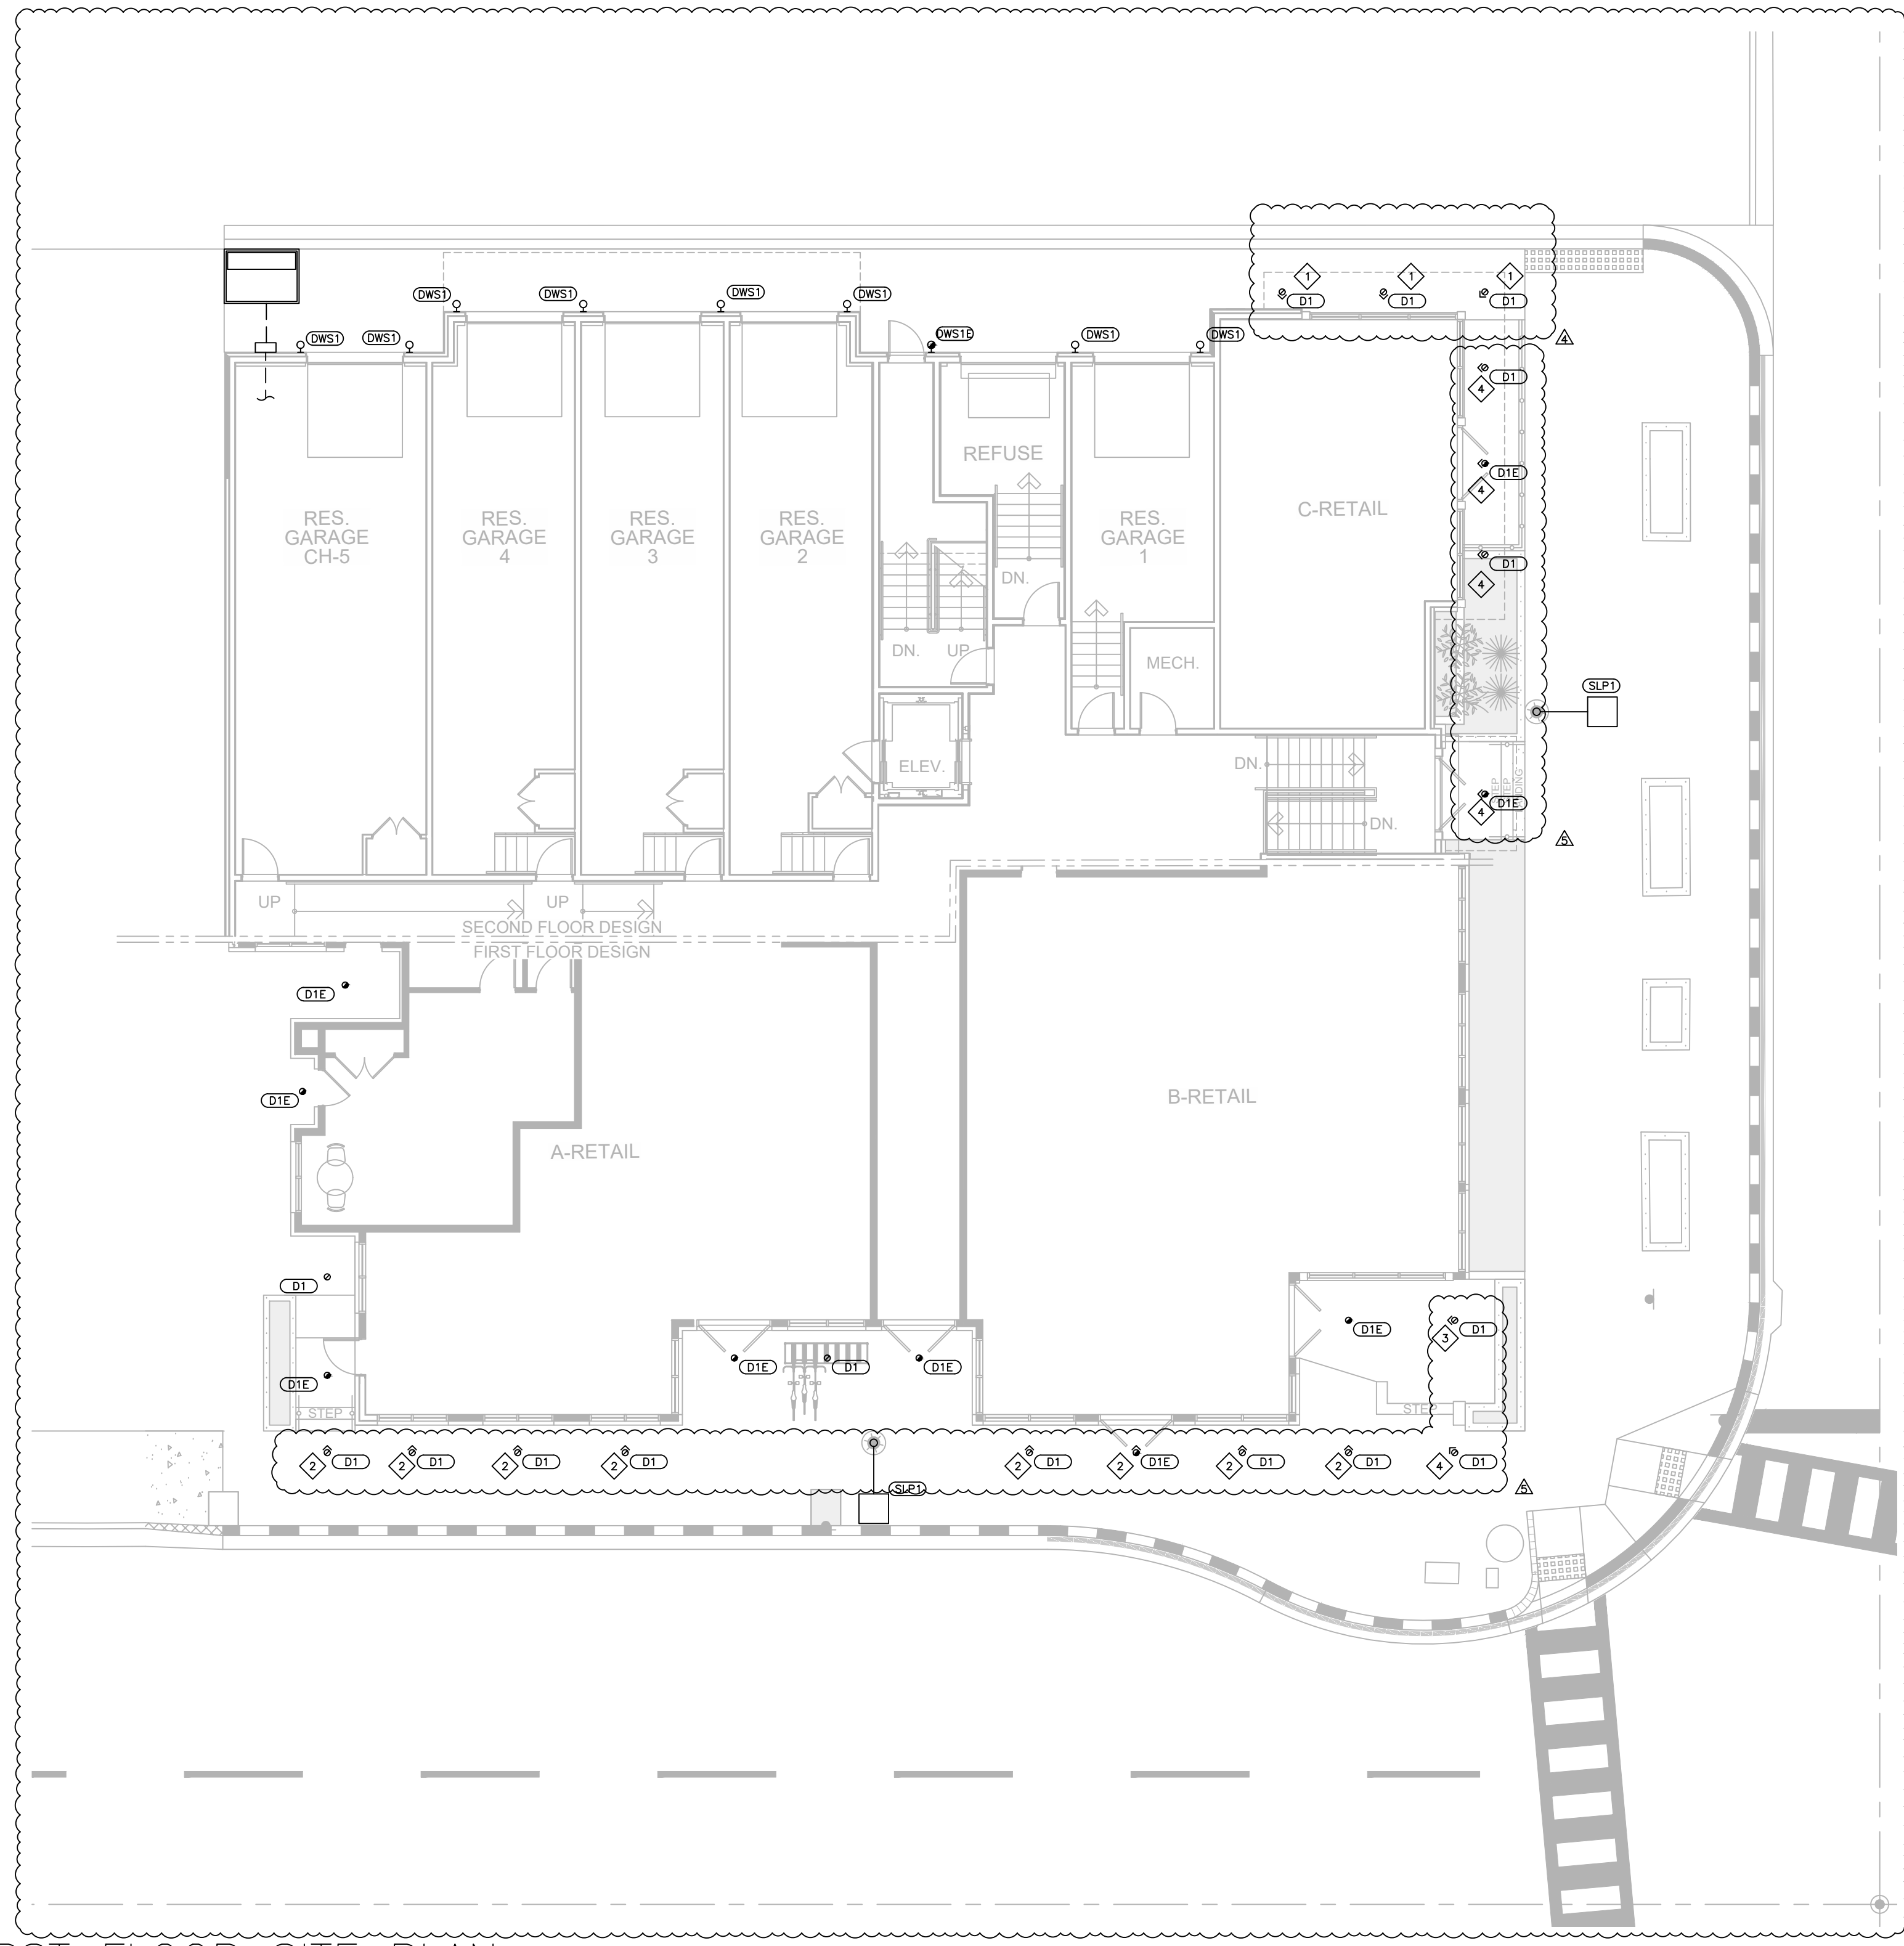 1
1
1
D1
D1
D1
DWS1
DWS1
DWS1
DWS1
DWS1
DWS1
DWS1E
DWS1
DWS1
4
D1
4
D1E
4
REFUSE
C-RETAIL
RES.
GARAGE
CH-5
RES.
GARAGE
4
RES.
GARAGE
3
RES.
GARAGE
2
RES.
GARAGE
1
D1
4
DN.
DN.
UP
MECH.
SLP1
ELEV.
DN.
DN.
STEP
STEP
D1E
4
5
UP
UP
SECOND FLOOR DESIGN
FIRST FLOOR DESIGN
D1E
D1E
B-RETAIL
A-RETAIL
D1
D1E
D1E
D1
D1E
D1E
D1
3
STEP
STEP
2
D1
2
D1
2
D1
2
D1
2
D1
2
D1E
2
D1
2
D1
4
D1
SLP1
5